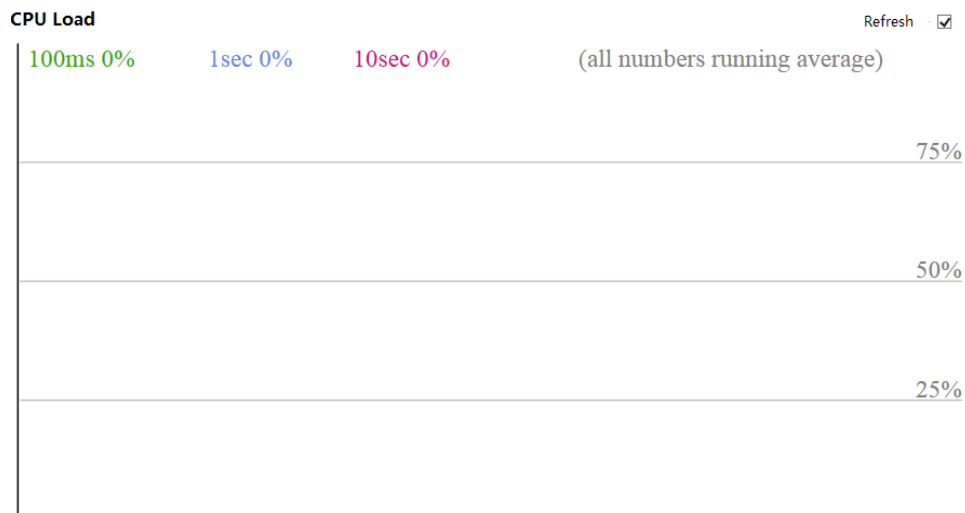 CPU Load Refresh
100ms 0% 1sec 0% 10sec 0% (all numbers running average)
75%
50%
25%